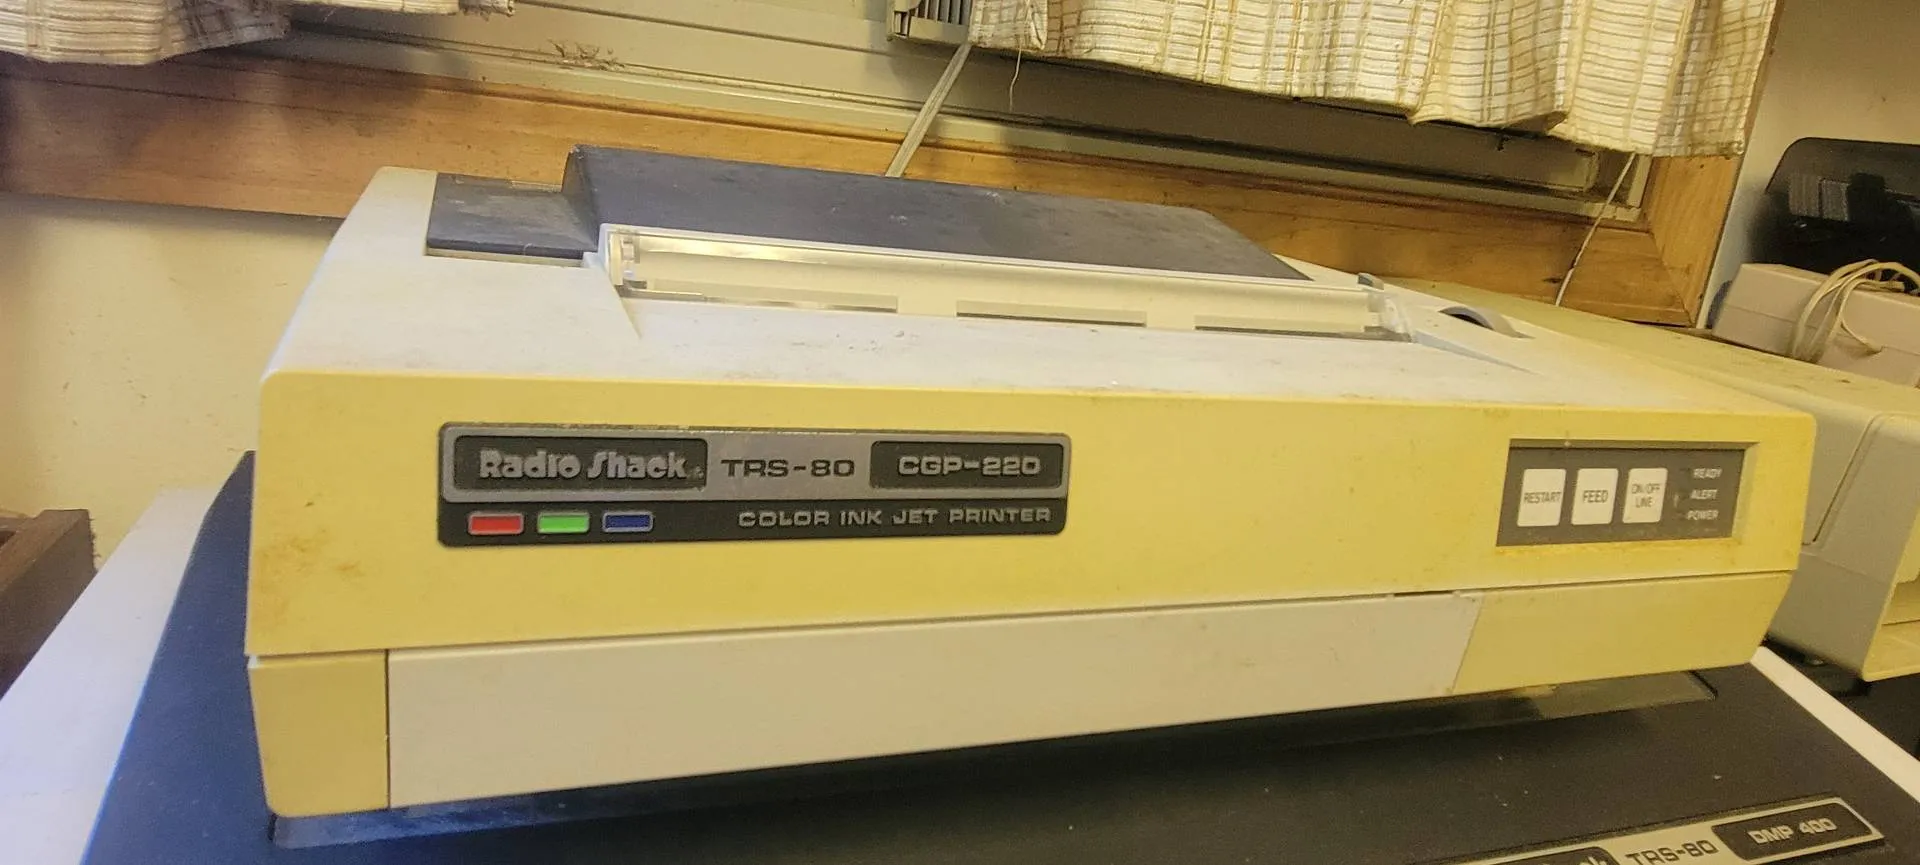 Radio Shack TRS-80 CGP-220
COLOR INK JET PRINTER
RESTART FEED ON/OFF LINE
READY
ALERT
POWER
TRS-80 DMP 400